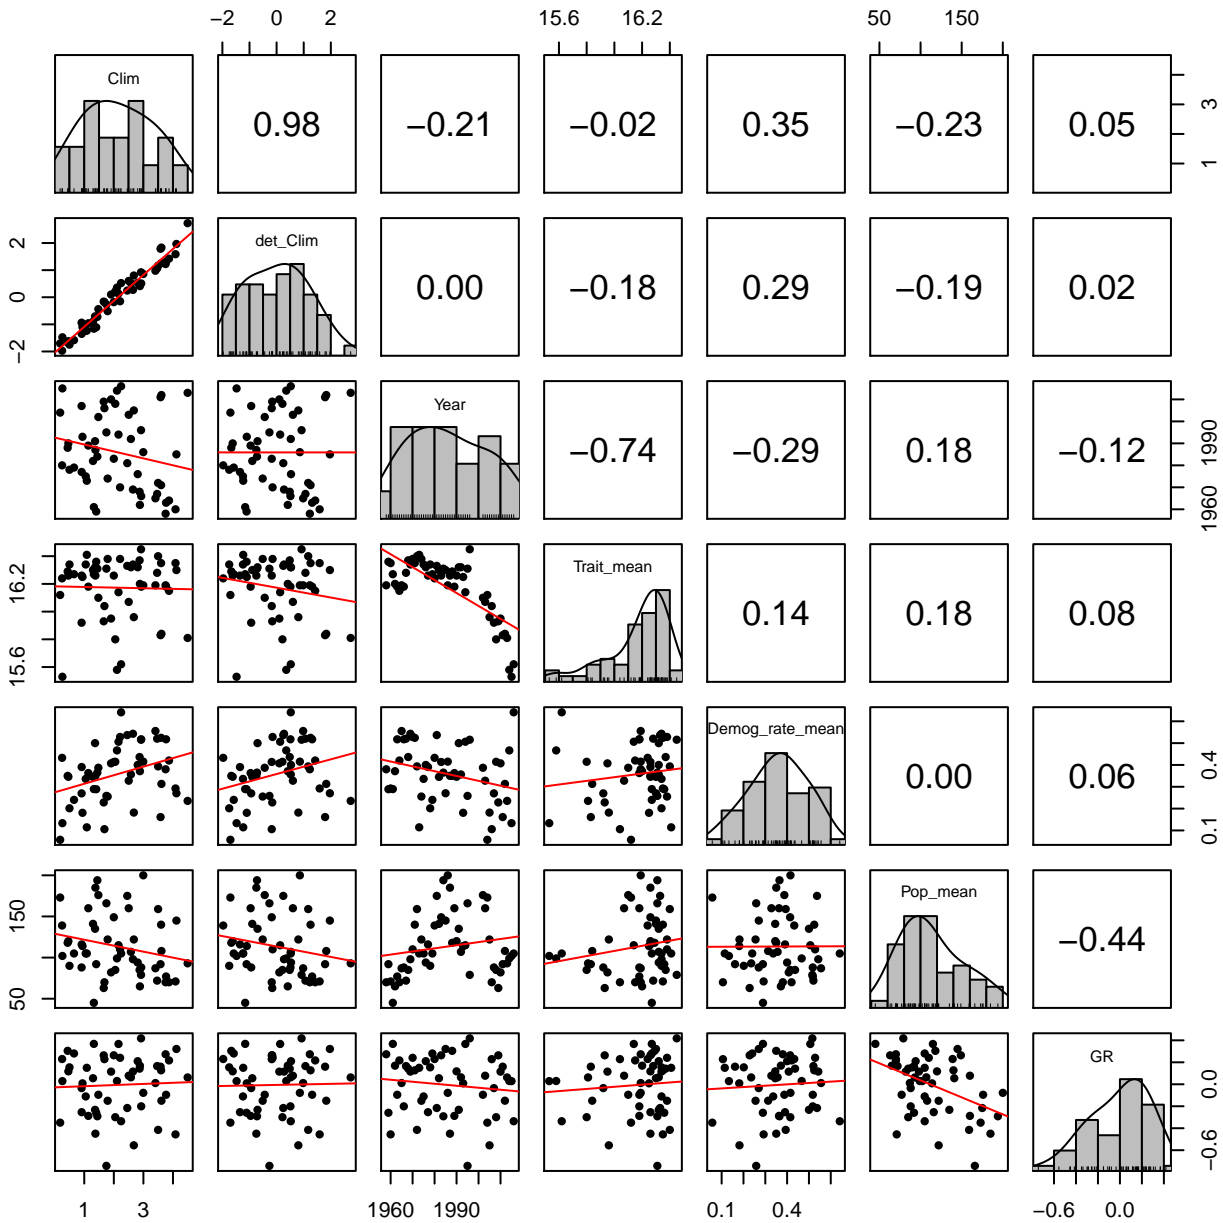 −2 0 2 15.6 16.2 50 150
Clim 0.98 −0.21 −0.02 0.35 −0.23 0.05 1 3
−2 0 2 det_Clim 0.00 −0.18 0.29 −0.19 0.02
Year −0.74 −0.29 0.18 −0.12 1960 1990
15.6 16.2 Trait_mean 0.14 0.18 0.08
Demog_rate_mean 0.00 0.06 0.1 0.4
50 150 Pop_mean −0.44
GR −0.6 0.0
1 3 1960 1990 0.1 0.4 −0.6 0.0